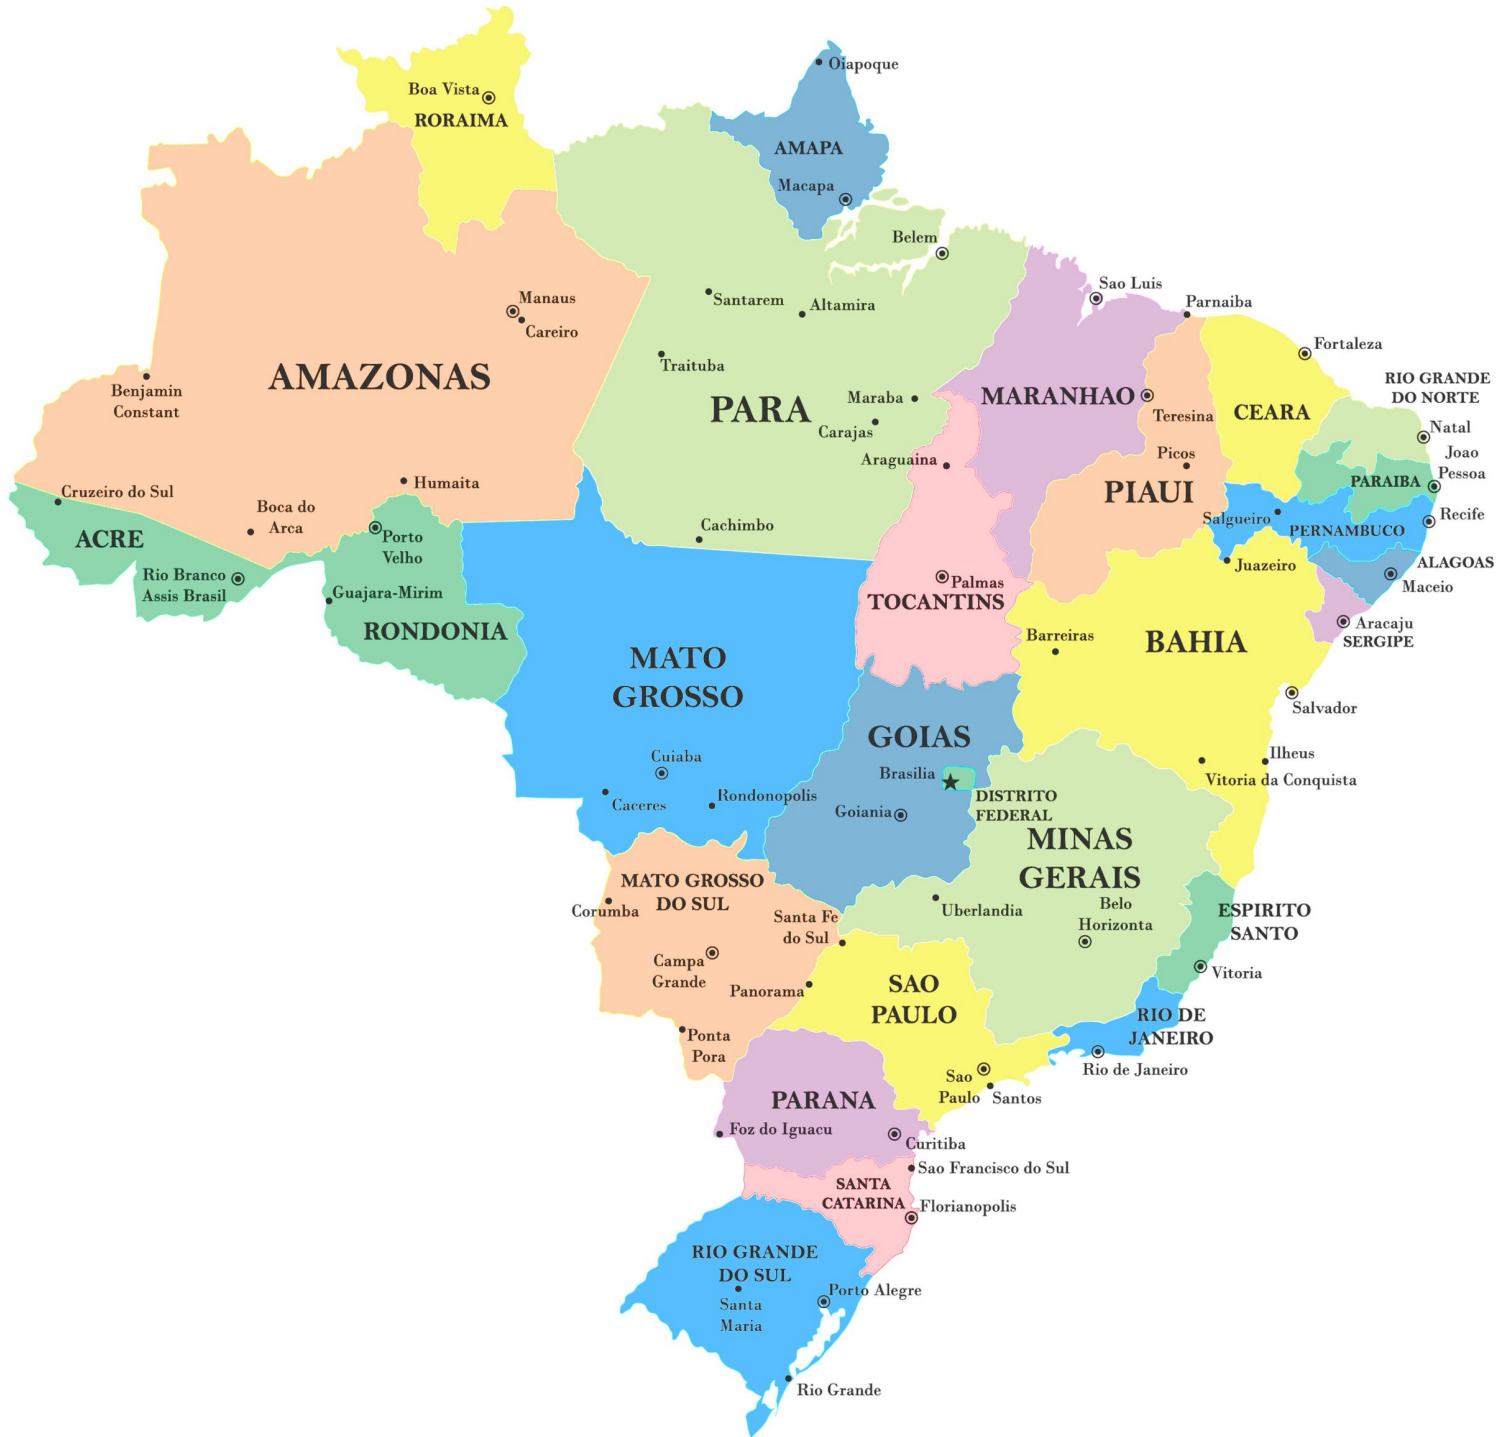 Oiapoque
Boa Vista
RORAIMA
AMAPA
Macapa
Belem
Manaus
Careiro
Santarem
Altamira
Sao Luis
Parnaiba
Fortaleza
Traituba
AMAZONAS
Benjamin
Constant
PARA
Maraba
Carajas
Araguaina
MARANHAO
Teresina
CEARA
RIO GRANDE
DO NORTE
Natal
Joao
Pessoa
Picos
PIAUI
PARAIBA
Cruzeiro do Sul
Humaita
Boca do
Arca
ACRE
Porto
Velho
Cachimbo
Salgueiro
PERNAMBUCO
Recife
Rio Branco
Assis Brasil
Guajara-Mirim
RONDONIA
Palmas
TOCANTINS
Juazeiro
ALAGOAS
Maceio
Aracaju
SERGIPE
Barreiras
BAHIA
MATO
GROSSO
Salvador
GOIAS
Cuiaba
Brasilia
Ilheus
Vitoria da Conquista
Caceres
Rondonopolis
Goiania
DISTRITO
FEDERAL
MINAS
GERAIS
MATO GROSSO
DO SUL
Corumba
Santa Fe
do Sul
Uberlandia
Belo
Horizonta
ESPIRITO
SANTO
Campa
Grande
Panorama
SAO
PAULO
Vitoria
Ponta
Pora
RIO DE
JANEIRO
Rio de Janeiro
Sao
Paulo
Santos
PARANA
Foz do Iguacu
Curitiba
Sao Francisco do Sul
SANTA
CATARINA
Florianopolis
RIO GRANDE
DO SUL
Santa
Maria
Porto Alegre
Rio Grande